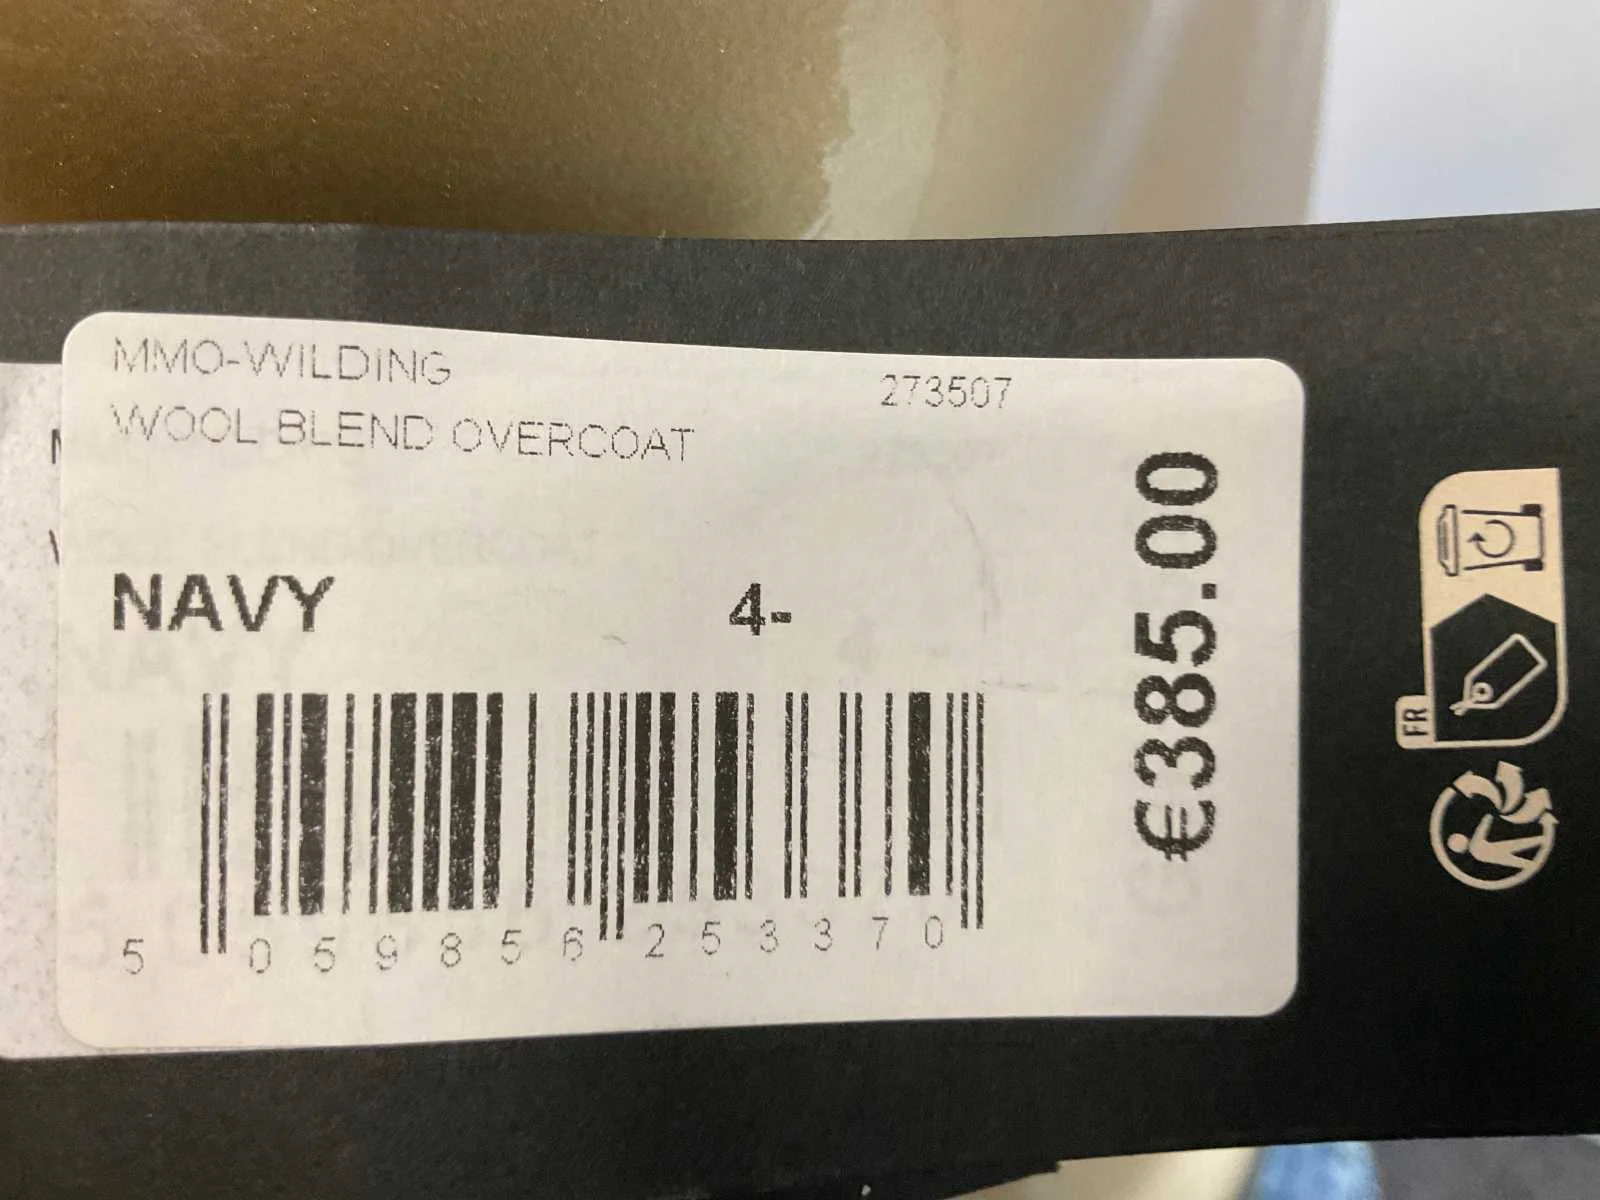 MMO-WILDING
273507
WOOL BLEND OVERCOAT
NAVY 4-
€385.00
5 059856 253370
FR